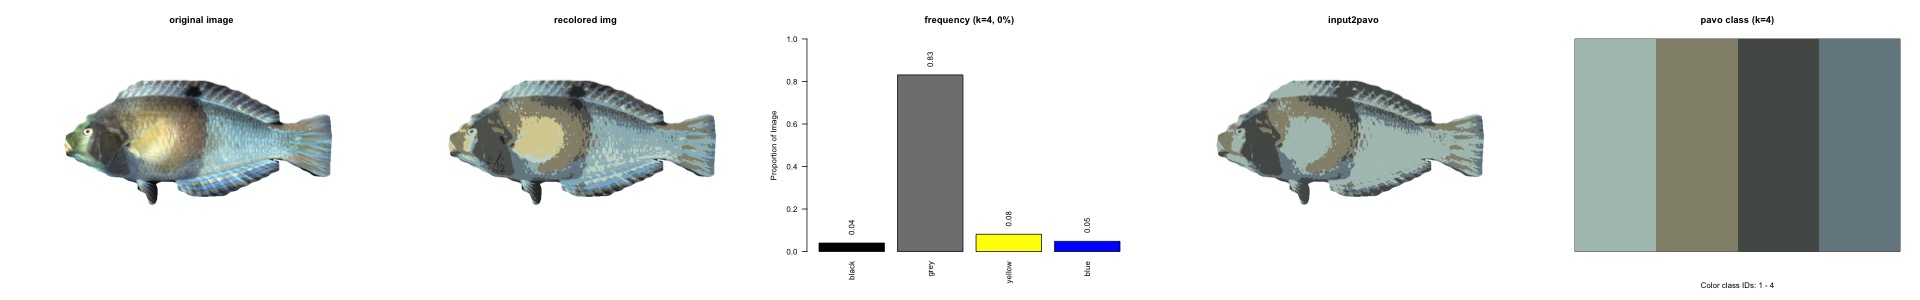 original image
recolored img
frequency (k=4, 0%)
input2pavo
pavo class (k=4)
Proportion of Image
1.0
0.8
0.6
0.4
0.2
0.0
0.04
0.83
0.08
0.05
black
grey
yellow
blue
Color class IDs: 1 - 4